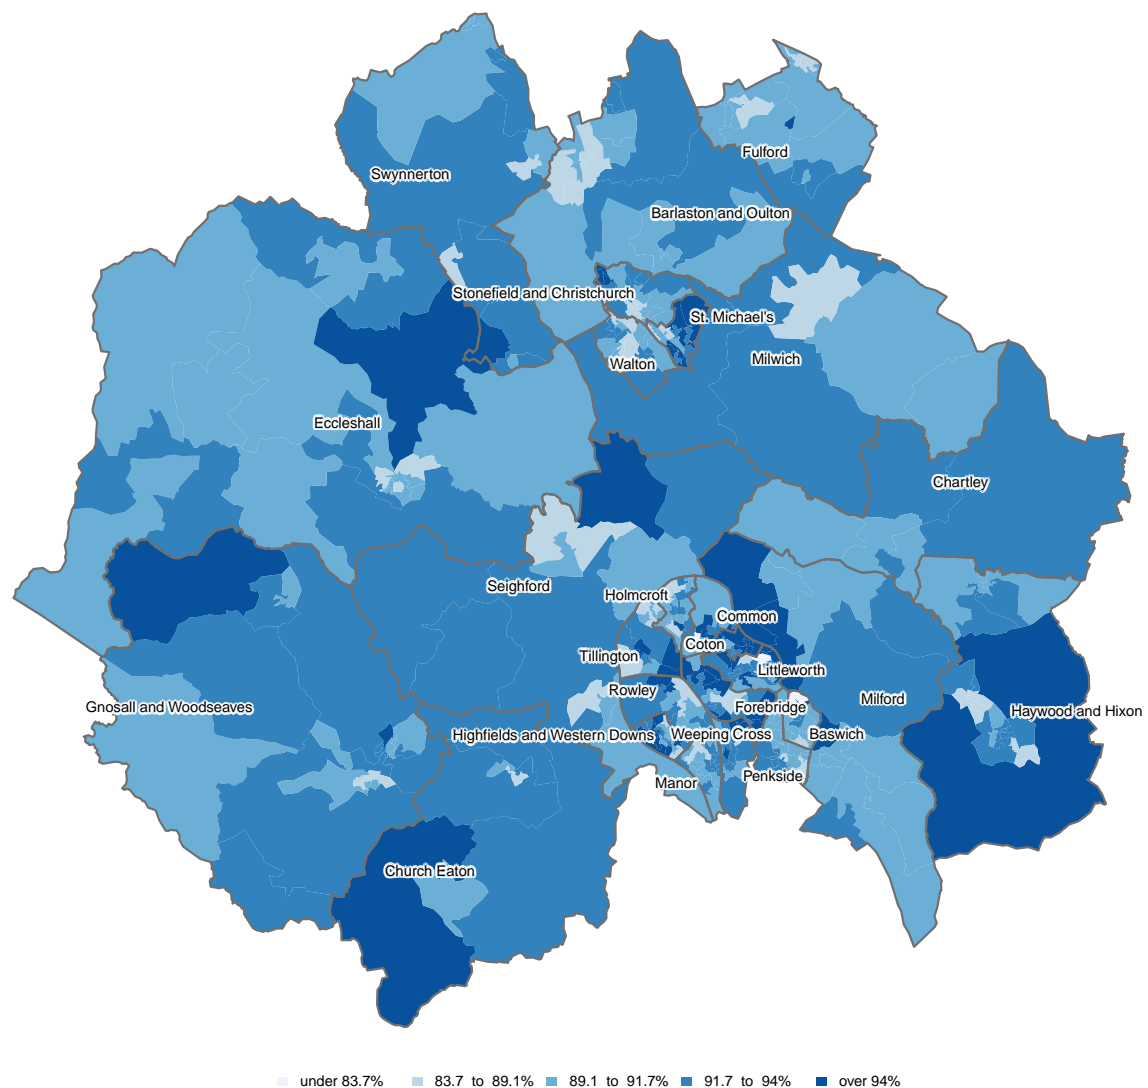 Swynnerton
Fulford
Barlaston and Oulton
Stonefield and Christchurch
St. Michael's
Walton
Milwich
Eccleshall
Chartley
Seighford
Holmcroft
Common
Coton
Tillington
Littleworth
Rowley
Milford
Gnosall and Woodseaves
Forebridge
Haywood and Hixon
Highfields and Western Downs
Weeping Cross
Baswich
Manor
Penkside
Church Eaton
under 83.7% 83.7 to 89.1% 89.1 to 91.7% 91.7 to 94% over 94%